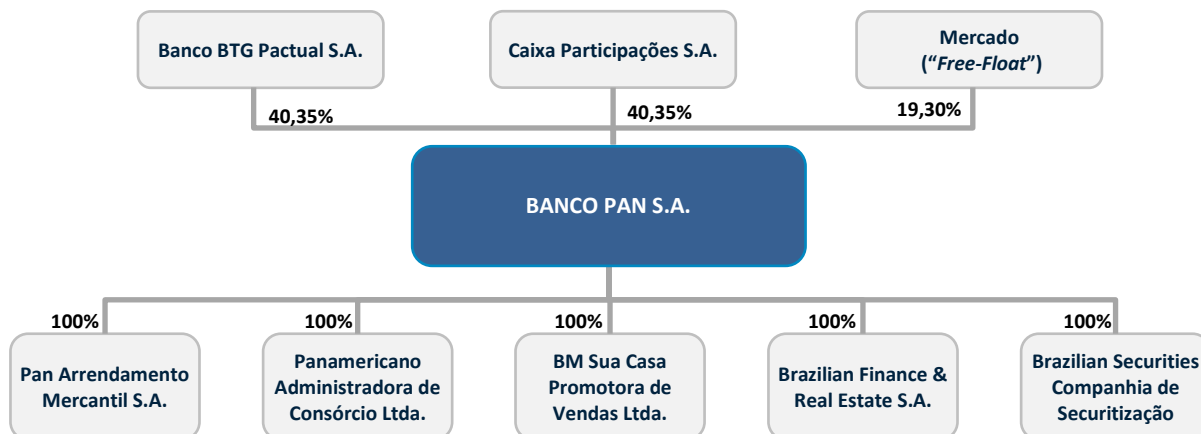 Banco BTG Pactual S.A.
Caixa Participações S.A.
Mercado
(“Free-Float”)
40,35%
40,35%
19,30%
BANCO PAN S.A.
100%
100%
100%
100%
100%
Pan Arrendamento
Mercantil S.A.
Panamericano
Administradora de
Consórcio Ltda.
BM Sua Casa
Promotora de
Vendas Ltda.
Brazilian Finance &
Real Estate S.A.
Brazilian Securities
Companhia de
Securitização